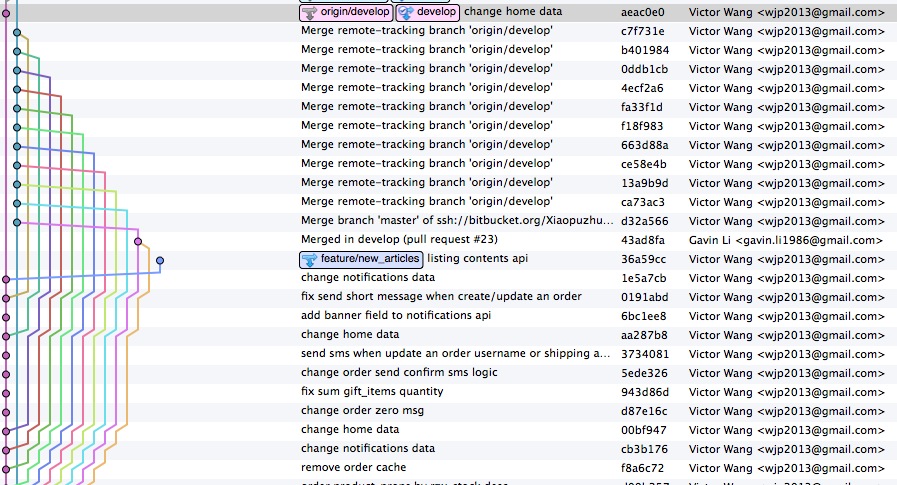 origin/develop develop change home data aeac0e0 Victor Wang <wjp2013@gmail.com>
Merge remote-tracking branch 'origin/develop' c7f731e Victor Wang <wjp2013@gmail.com>
Merge remote-tracking branch 'origin/develop' b401984 Victor Wang <wjp2013@gmail.com>
Merge remote-tracking branch 'origin/develop' 0ddb1cb Victor Wang <wjp2013@gmail.com>
Merge remote-tracking branch 'origin/develop' 4ecf2a6 Victor Wang <wjp2013@gmail.com>
Merge remote-tracking branch 'origin/develop' fa33f1d Victor Wang <wjp2013@gmail.com>
Merge remote-tracking branch 'origin/develop' f18f983 Victor Wang <wjp2013@gmail.com>
Merge remote-tracking branch 'origin/develop' 663d88a Victor Wang <wjp2013@gmail.com>
Merge remote-tracking branch 'origin/develop' ce58e4b Victor Wang <wjp2013@gmail.com>
Merge remote-tracking branch 'origin/develop' 13a9b9d Victor Wang <wjp2013@gmail.com>
Merge remote-tracking branch 'origin/develop' ca73ac3 Victor Wang <wjp2013@gmail.com>
Merge branch 'master' of ssh://bitbucket.org/Xiaopuzhu... d32a566 Victor Wang <wjp2013@gmail.com>
Merged in develop (pull request #23) 43ad8fa Gavin Li <gavin.li1986@gmail.com>
feature/new_articles listing contents api 36a59cc Victor Wang <wjp2013@gmail.com>
change notifications data 1e5a7cb Victor Wang <wjp2013@gmail.com>
fix send short message when create/update an order 0191abd Victor Wang <wjp2013@gmail.com>
add banner field to notifications api 6bc1ee8 Victor Wang <wjp2013@gmail.com>
change home data aa287b8 Victor Wang <wjp2013@gmail.com>
send sms when update an order username or shipping a... 3734081 Victor Wang <wjp2013@gmail.com>
change order send confirm sms logic 5ede326 Victor Wang <wjp2013@gmail.com>
fix sum gift_items quantity 943d86d Victor Wang <wjp2013@gmail.com>
change order zero msg d87e16c Victor Wang <wjp2013@gmail.com>
change home data 00bf947 Victor Wang <wjp2013@gmail.com>
change notifications data cb3b176 Victor Wang <wjp2013@gmail.com>
remove order cache f8a6c72 Victor Wang <wjp2013@gmail.com>